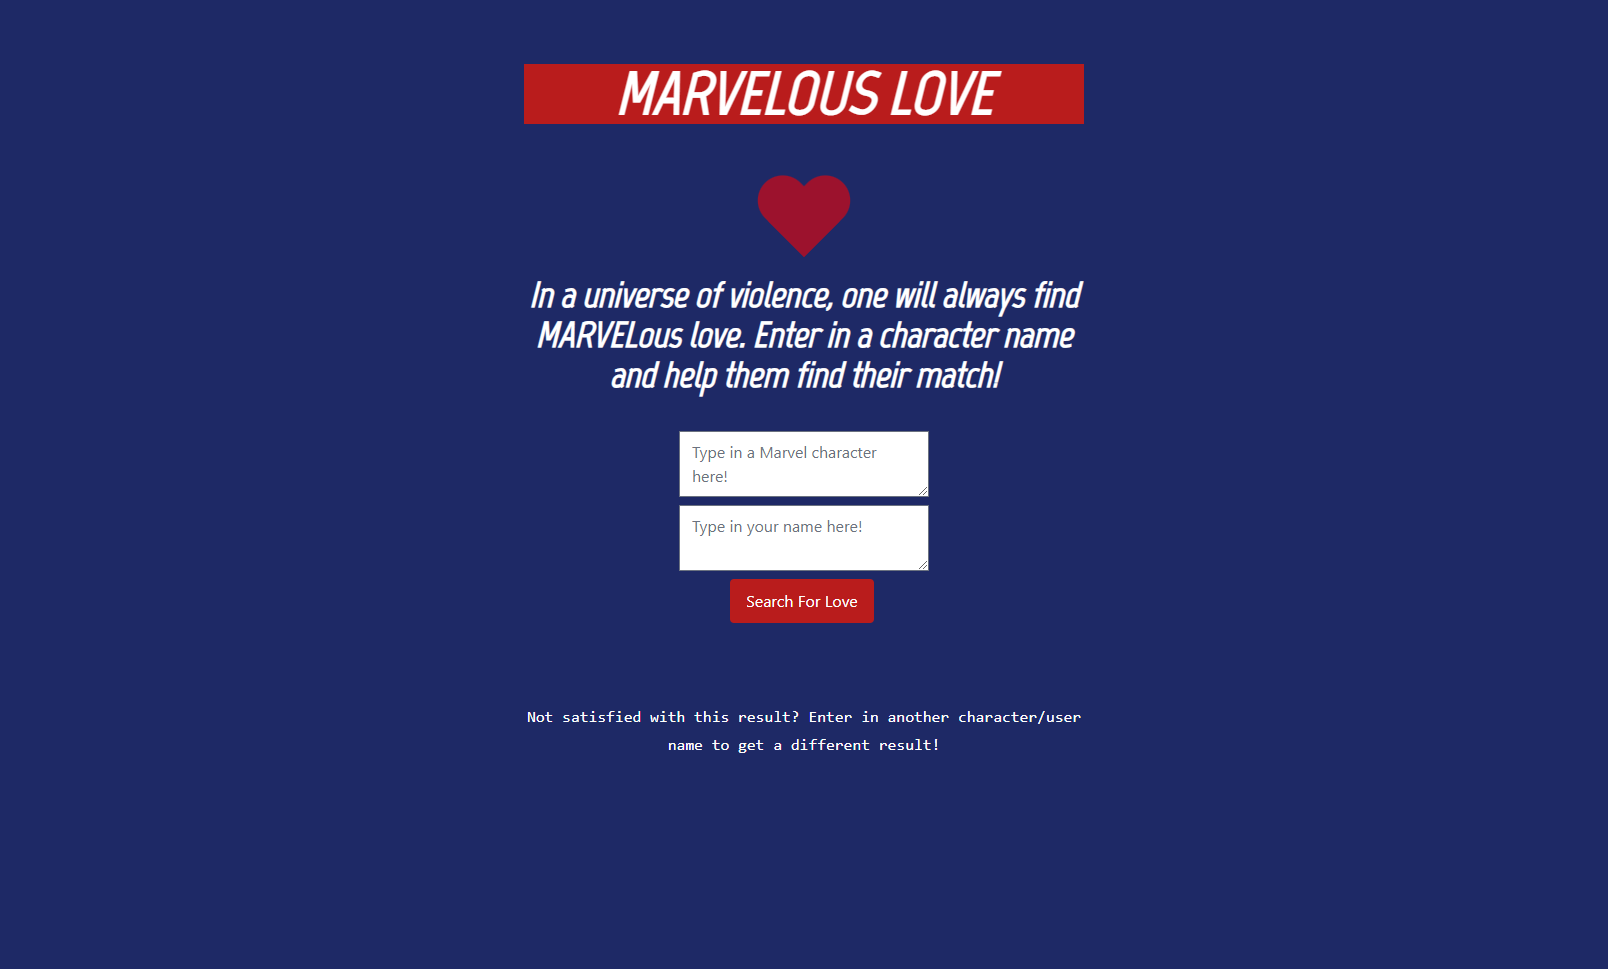 MARVELOUS LOVE
In a universe of violence, one will always find
MARVELous love. Enter in a character name
and help them find their match!
Type in a Marvel character
here!
Type in your name here!
Search For Love
Not satisfied with this result? Enter in another character/user
name to get a different result!